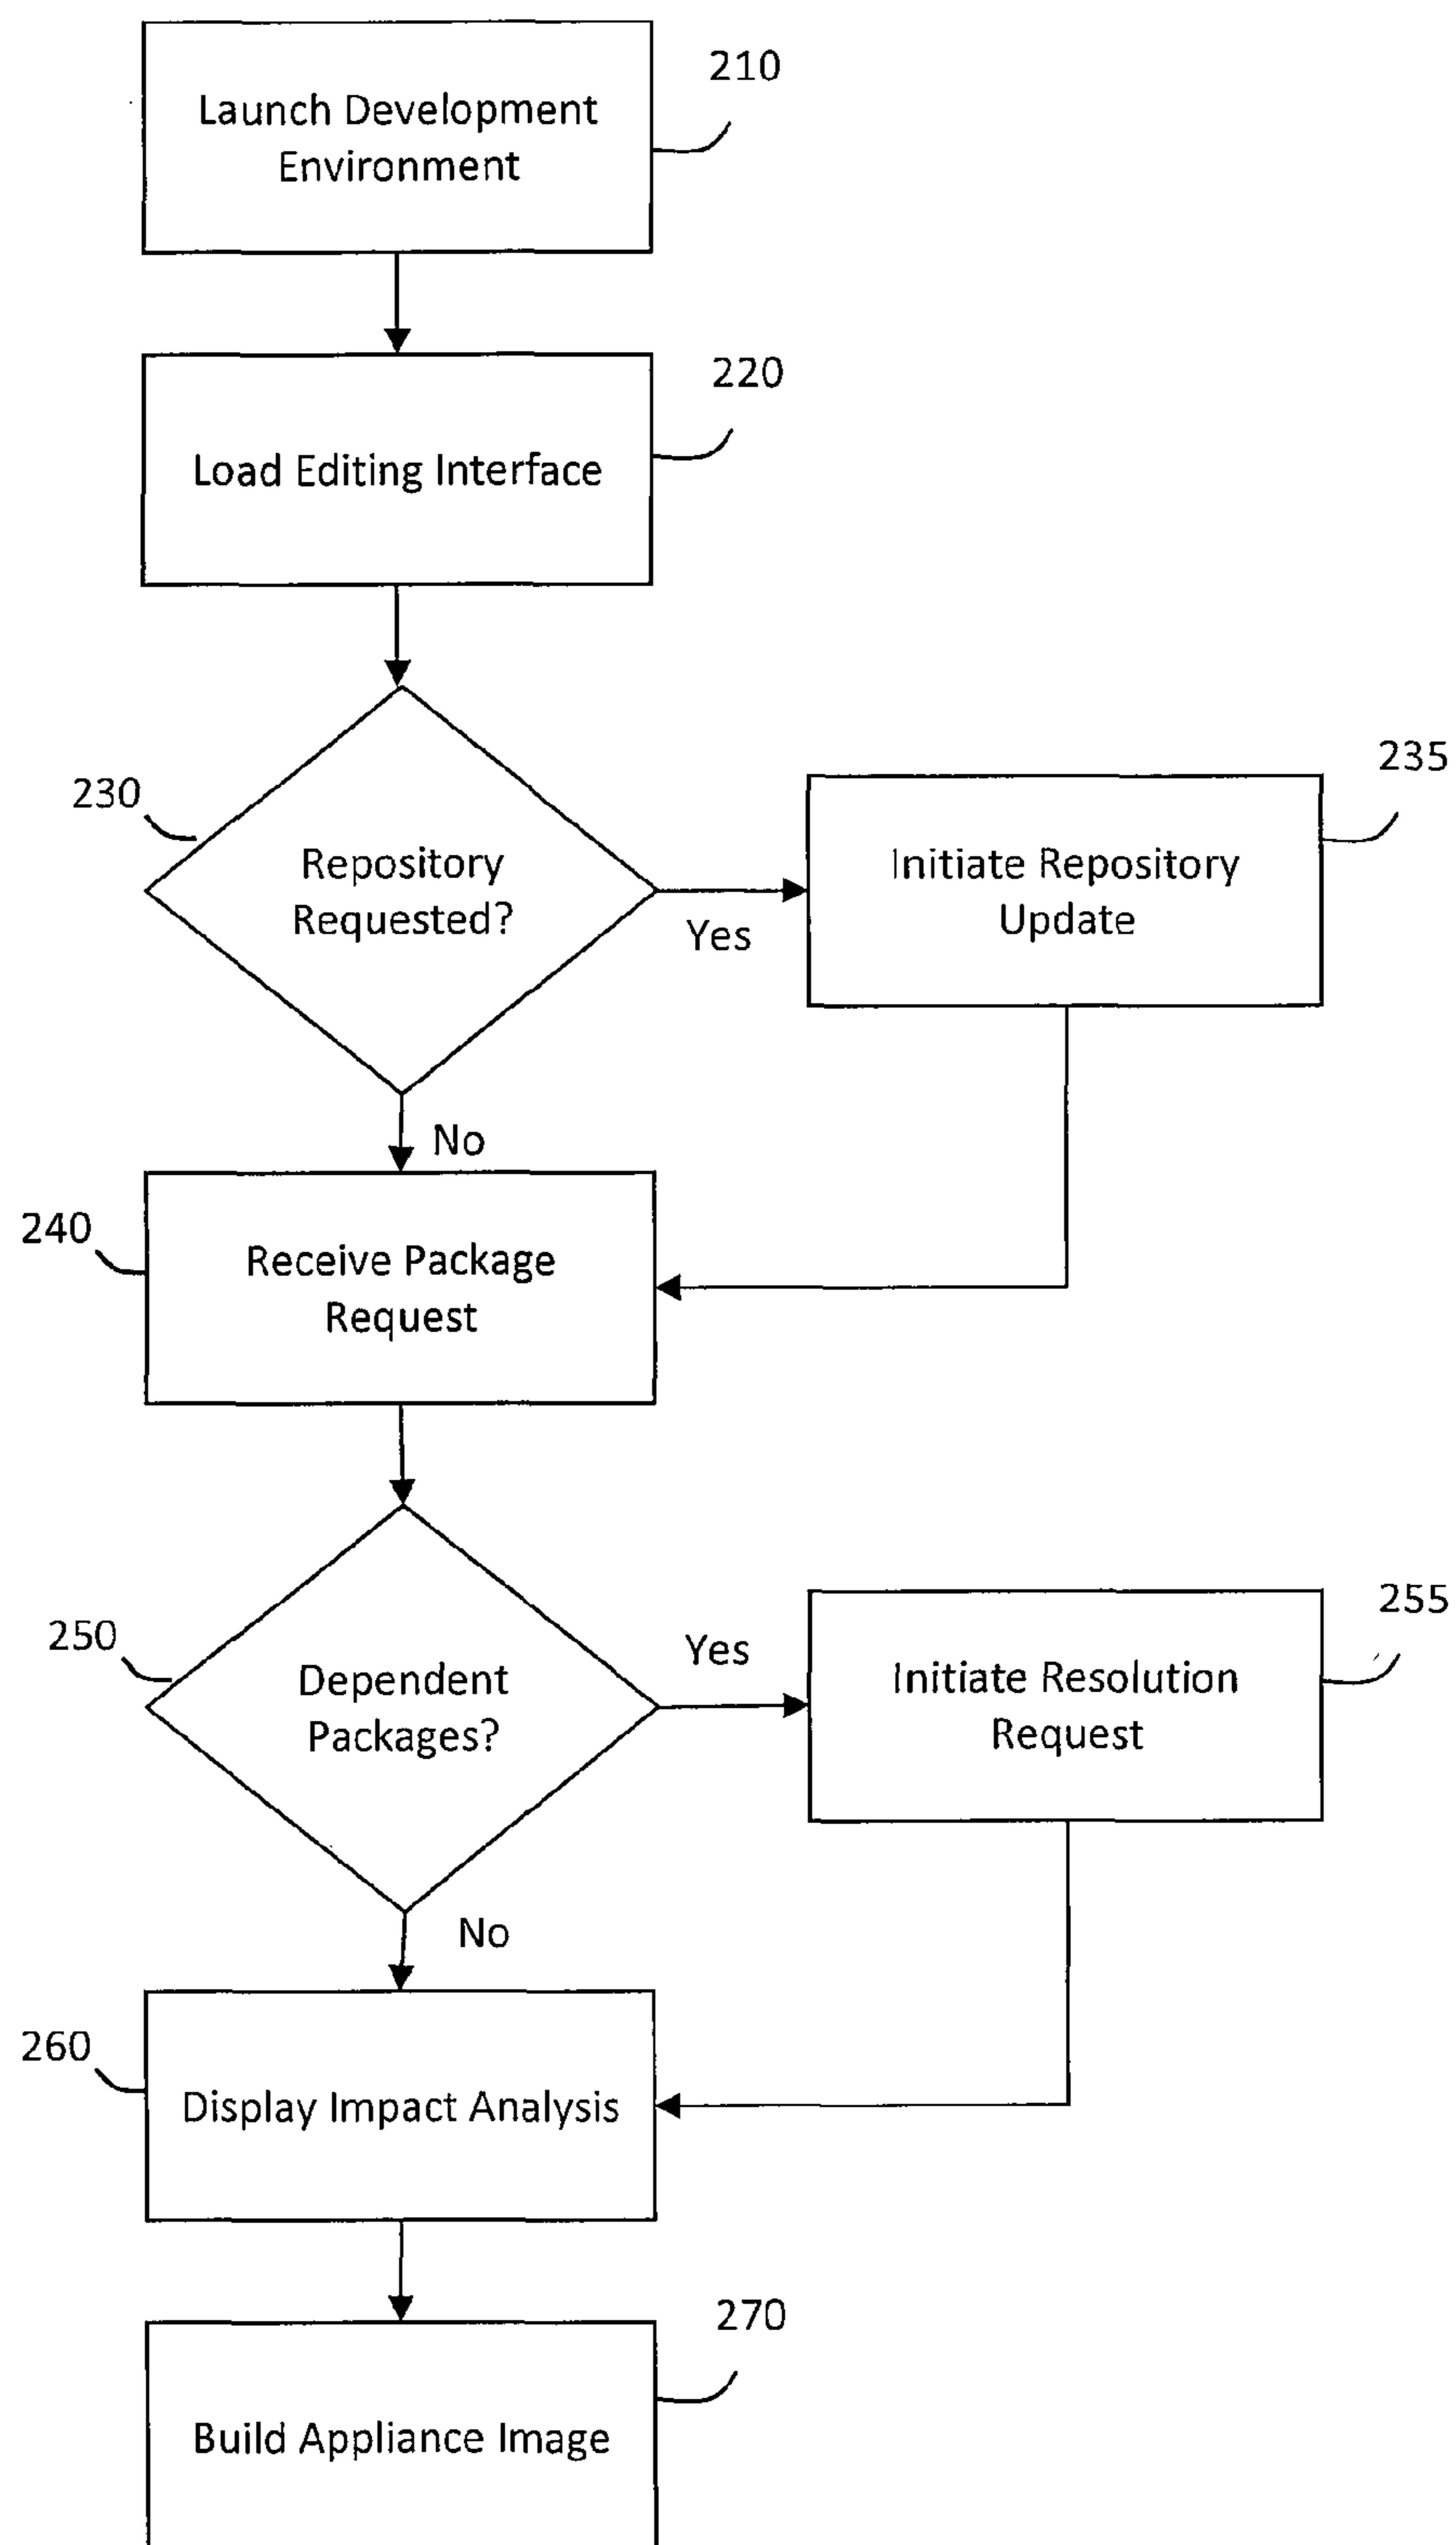 210
Launch Development
Environment
220
Load Editing Interface
230
Repository
Requested?
Yes
235
Initiate Repository
Update
No
240
Receive Package
Request
250
Dependent
Packages?
Yes
255
Initiate Resolution
Request
No
260
Display Impact Analysis
270
Build Appliance Image